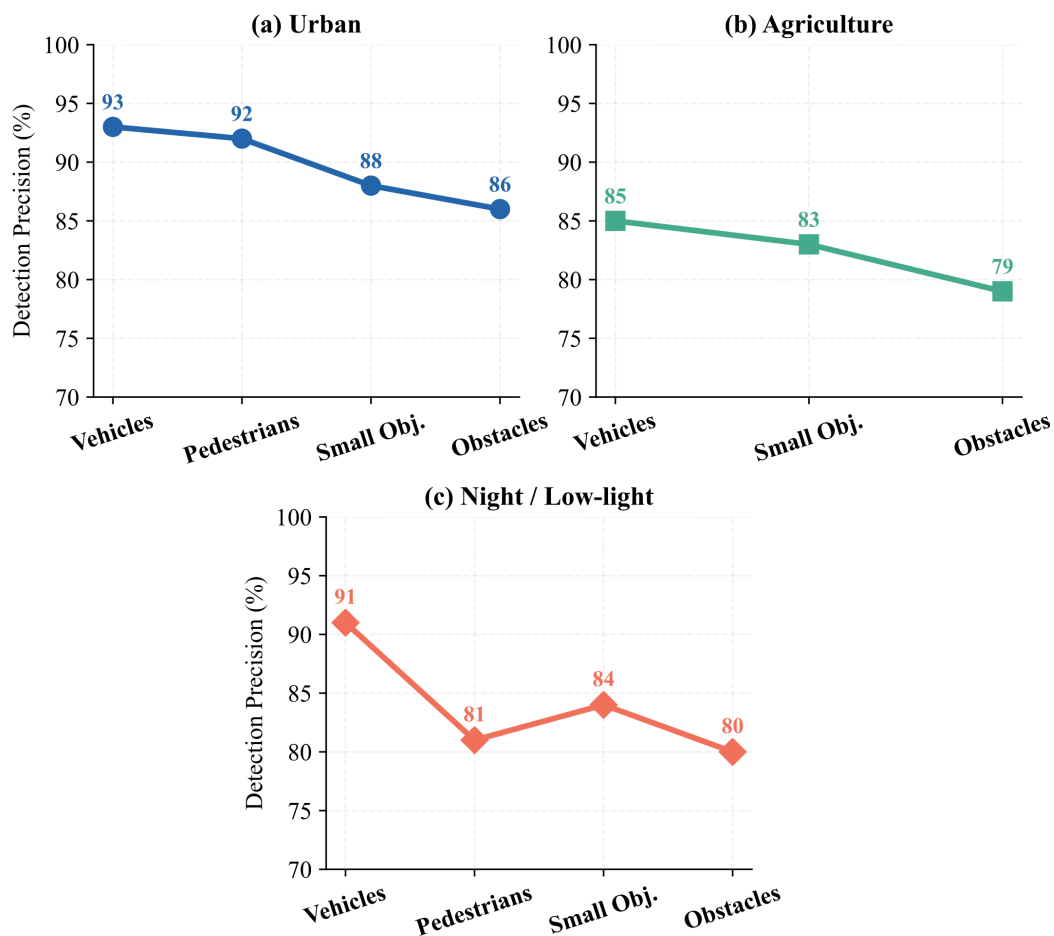 (a) Urban
Detection Precision (%)
100
95
90
85
80
75
70
93
92
88
86
Vehicles
Pedestrians
Small Obj.
Obstacles
(b) Agriculture
100
95
90
85
80
75
70
85
83
79
Vehicles
Small Obj.
Obstacles
(c) Night / Low-light
Detection Precision (%)
100
95
90
85
80
75
70
91
81
84
80
Vehicles
Pedestrians
Small Obj.
Obstacles